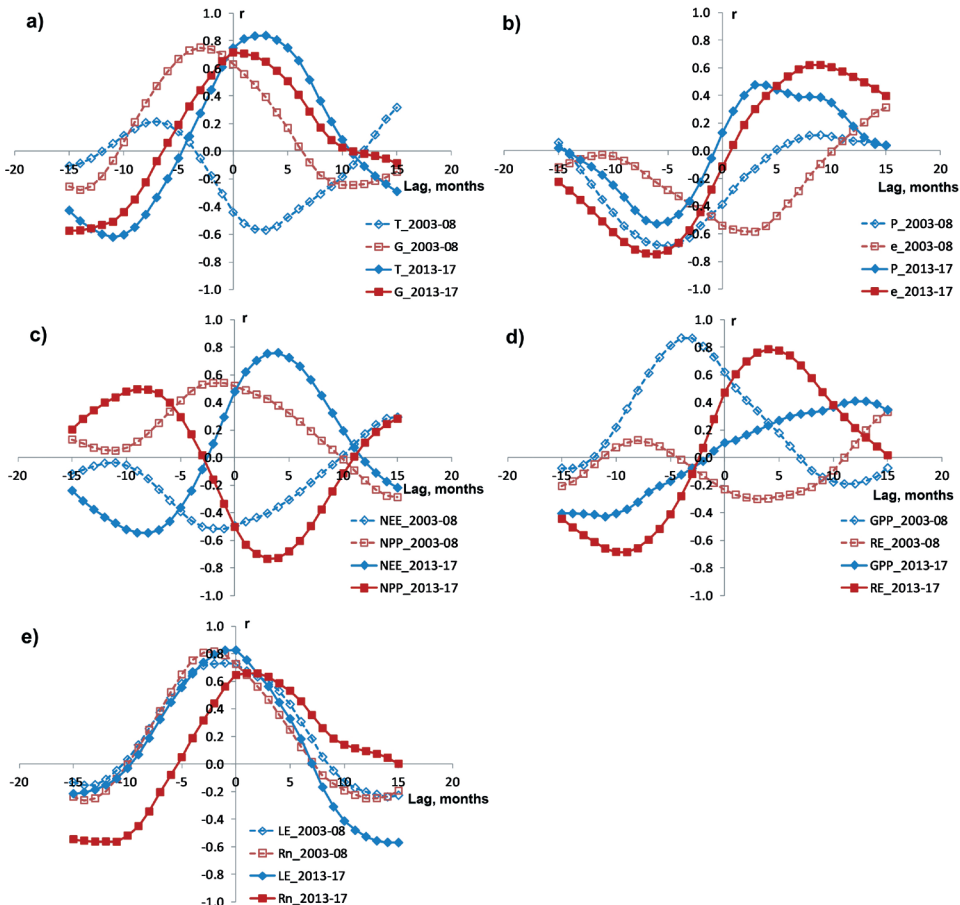 a)
r
1.0
0.8
0.6
0.4
0.2
0.0
-0.2
-0.4
-0.6
-0.8
-1.0
-20 -15 -10 -5 0 5 10 15 20
Lag, months
T_2003-08
G_2003-08
T_2013-17
G_2013-17
b)
r
1.0
0.8
0.6
0.4
0.2
0.0
-0.2
-0.4
-0.6
-0.8
-1.0
-20 -15 -10 -5 0 5 10 15 20
Lag, months
P_2003-08
e_2003-08
P_2013-17
e_2013-17
c)
r
1.0
0.8
0.6
0.4
0.2
0.0
-0.2
-0.4
-0.6
-0.8
-1.0
-20 -15 -10 -5 0 5 10 15 20
Lag, months
NEE_2003-08
NPP_2003-08
NEE_2013-17
NPP_2013-17
d)
r
1.0
0.8
0.6
0.4
0.2
0.0
-0.2
-0.4
-0.6
-0.8
-1.0
-20 -15 -10 -5 0 5 10 15 20
Lag, months
GPP_2003-08
RE_2003-08
GPP_2013-17
RE_2013-17
e)
r
1.0
0.8
0.6
0.4
0.2
0.0
-0.2
-0.4
-0.6
-0.8
-1.0
-20 -15 -10 -5 0 5 10 15 20
Lag, months
LE_2003-08
Rn_2003-08
LE_2013-17
Rn_2013-17